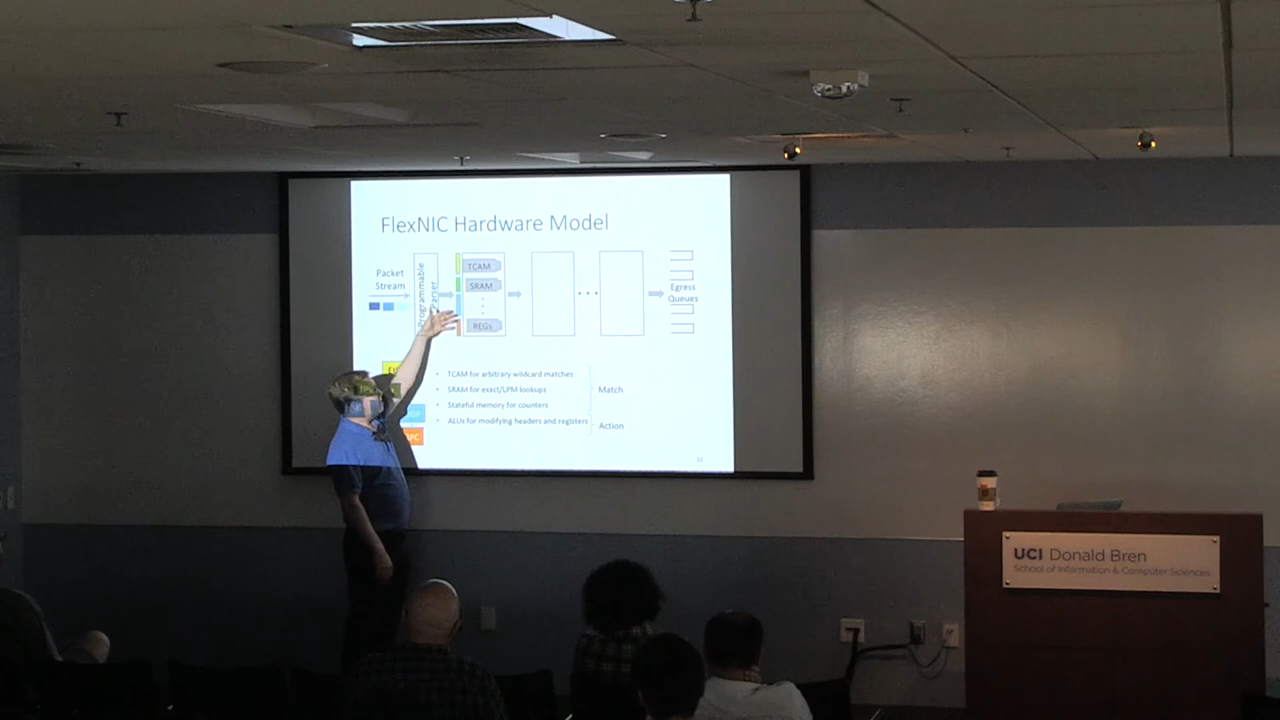 FlexNIC Hardware Model
Packet
Stream
Programmable
Parser
TCAM
SRAM
REGs
Egress
Queues
• TCAM for arbitrary wildcard matches
• SRAM for exact/LPM lookups
• Stateful memory for counters
• ALUs for modifying headers and registers
Match
Action
UCI Donald Bren
School of Information & Computer Sciences